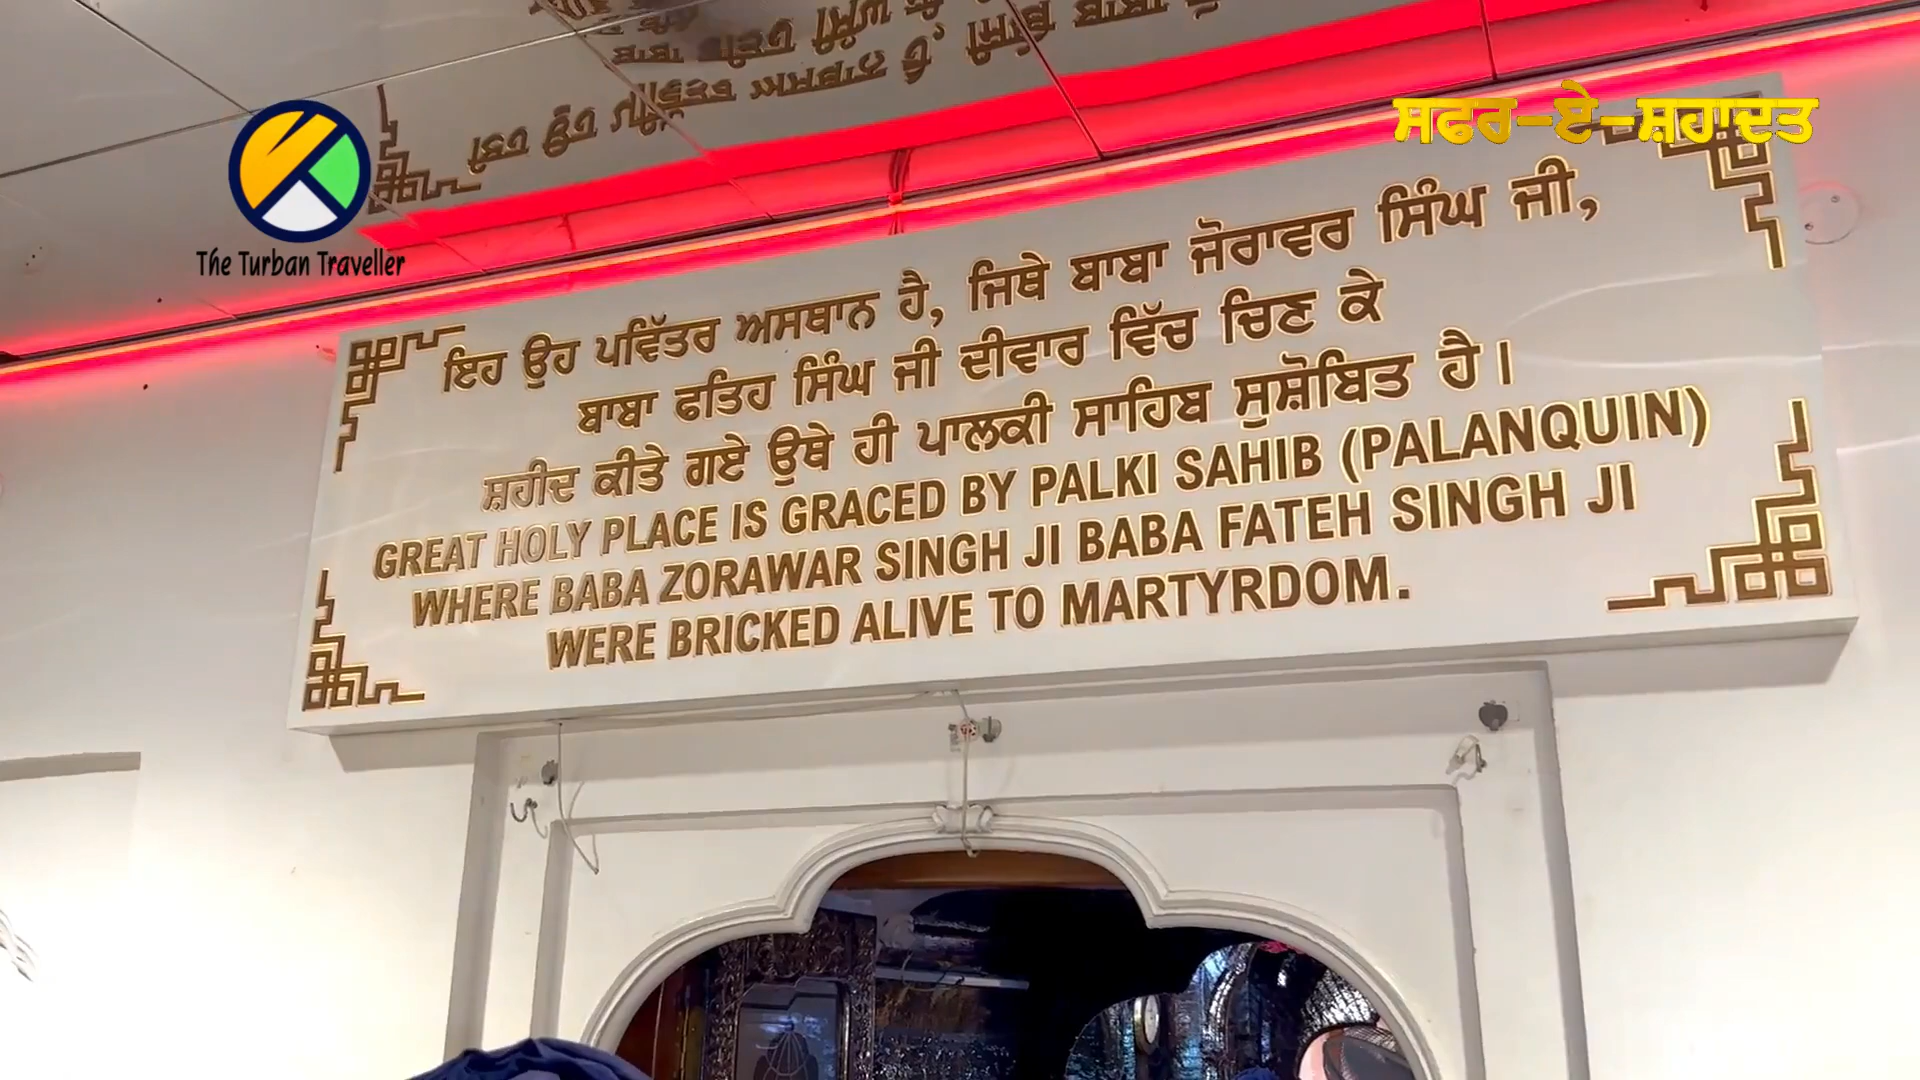 The Turban Traveller
ਸਫਰ-ਏ-ਸ਼ਹਾਦਤ
ਇਹ ਉਹ ਪਵਿੱਤਰ ਅਸਥਾਨ ਹੈ, ਜਿਥੇ ਬਾਬਾ ਜੋਰਾਵਰ ਸਿੰਘ ਜੀ,
ਬਾਬਾ ਫਤਿਹ ਸਿੰਘ ਜੀ ਦੀਵਾਰ ਵਿੱਚ ਚਿਣ ਕੇ
ਸ਼ਹੀਦ ਕੀਤੇ ਗਏ ਉਥੇ ਹੀ ਪਾਲਕੀ ਸਾਹਿਬ ਸੁਸ਼ੋਬਿਤ ਹੈ।
GREAT HOLY PLACE IS GRACED BY PALKI SAHIB (PALANQUIN)
WHERE BABA ZORAWAR SINGH JI BABA FATEH SINGH JI
WERE BRICKED ALIVE TO MARTYRDOM.